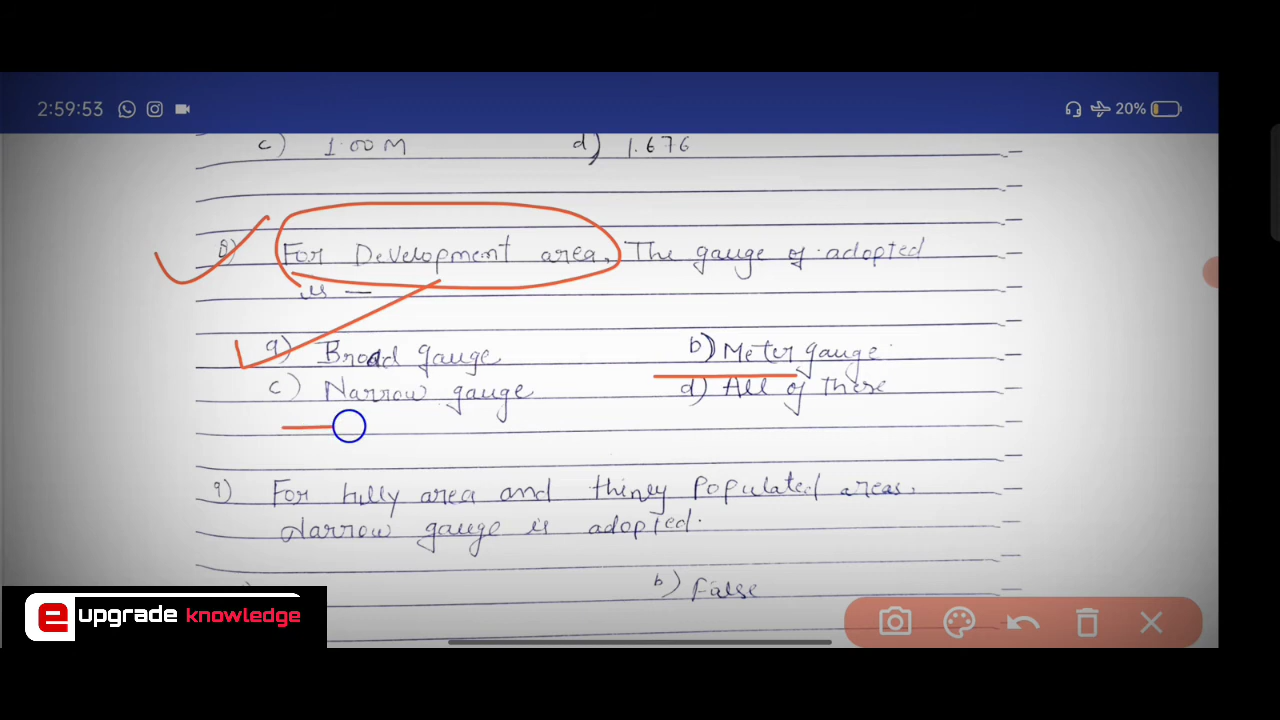 2:59:53
20%
c) 1.00 M d) 1.676
8) For Development area, The gauge of adopted
is —
a) Broad gauge b) Meter gauge
c) Narrow gauge d) All of these
9) For hilly area and thinly Populated areas.
Narrow gauge is adopted.
b) False
e upgrade knowledge